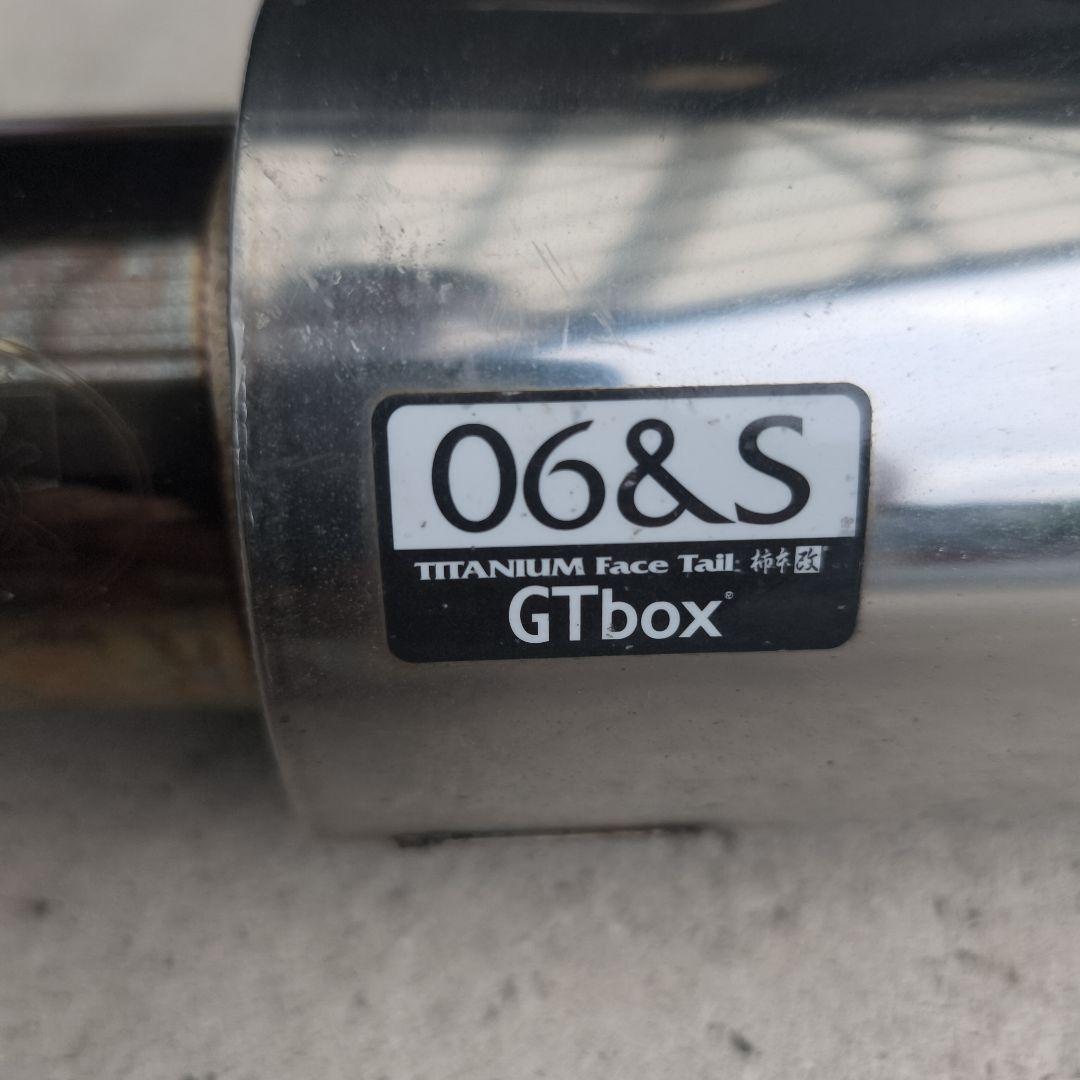 06&S
TITANIUM Face Tail 柿本改
GTbox®